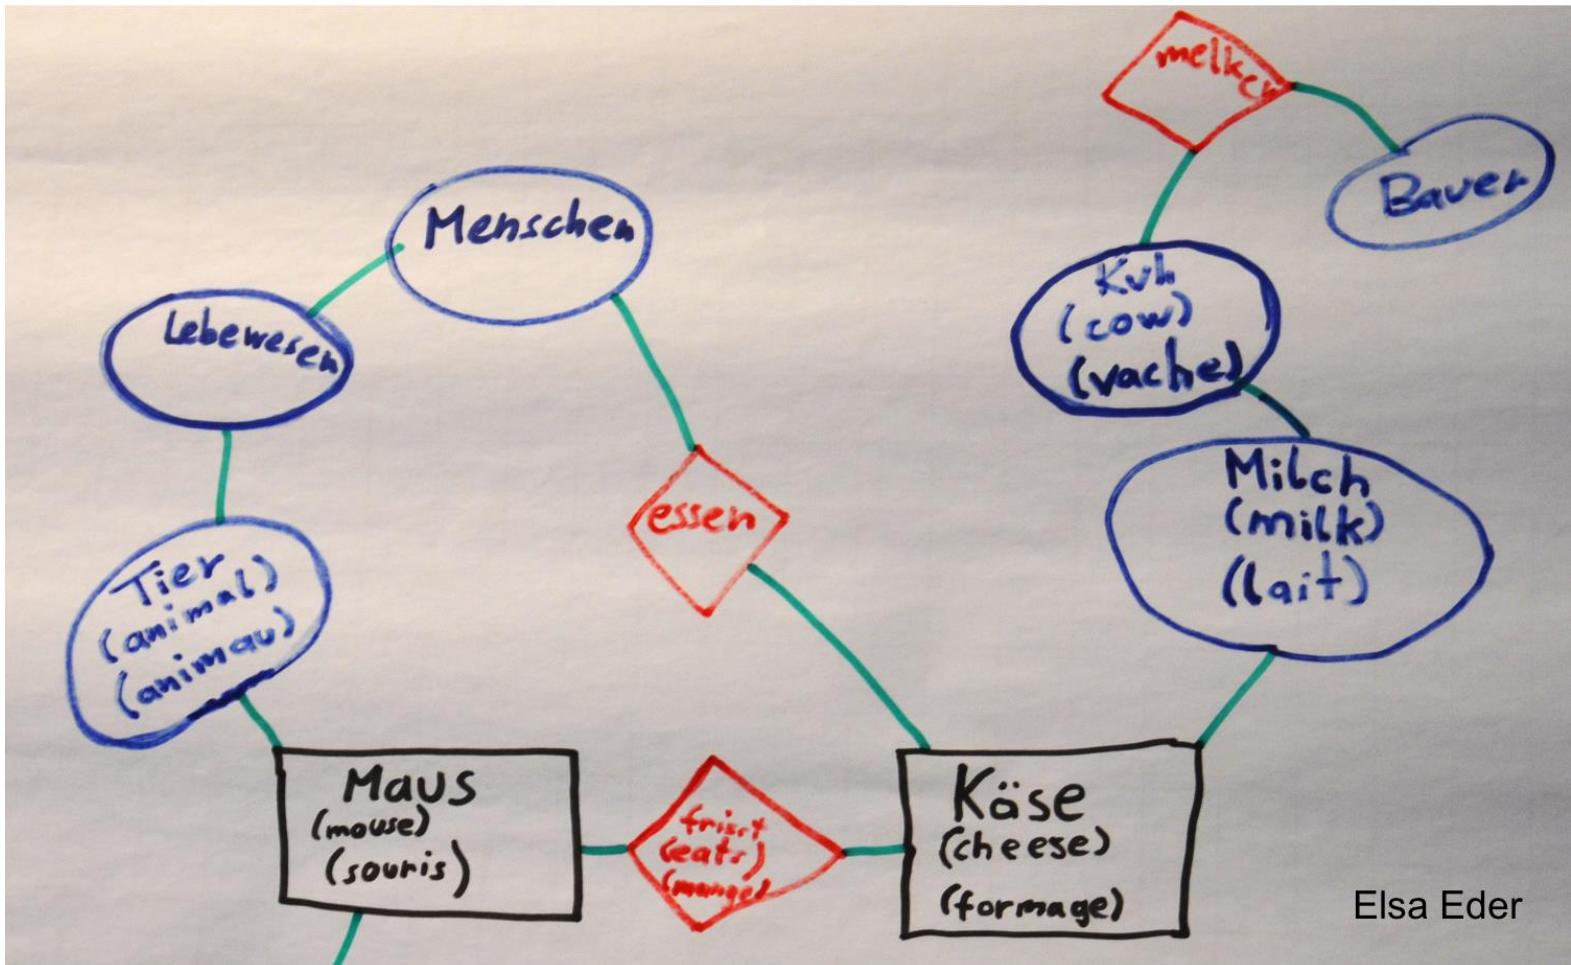 melken
Bauer
Menschen
Lebewesen
Kuh
(cow)
(vache)
Milch
(milk)
(lait)
essen
Tier
(animal)
(animau)
Maus
(mouse)
(souris)
frisst
(eats)
(mange)
Käse
(cheese)
(formage)
Elsa Eder